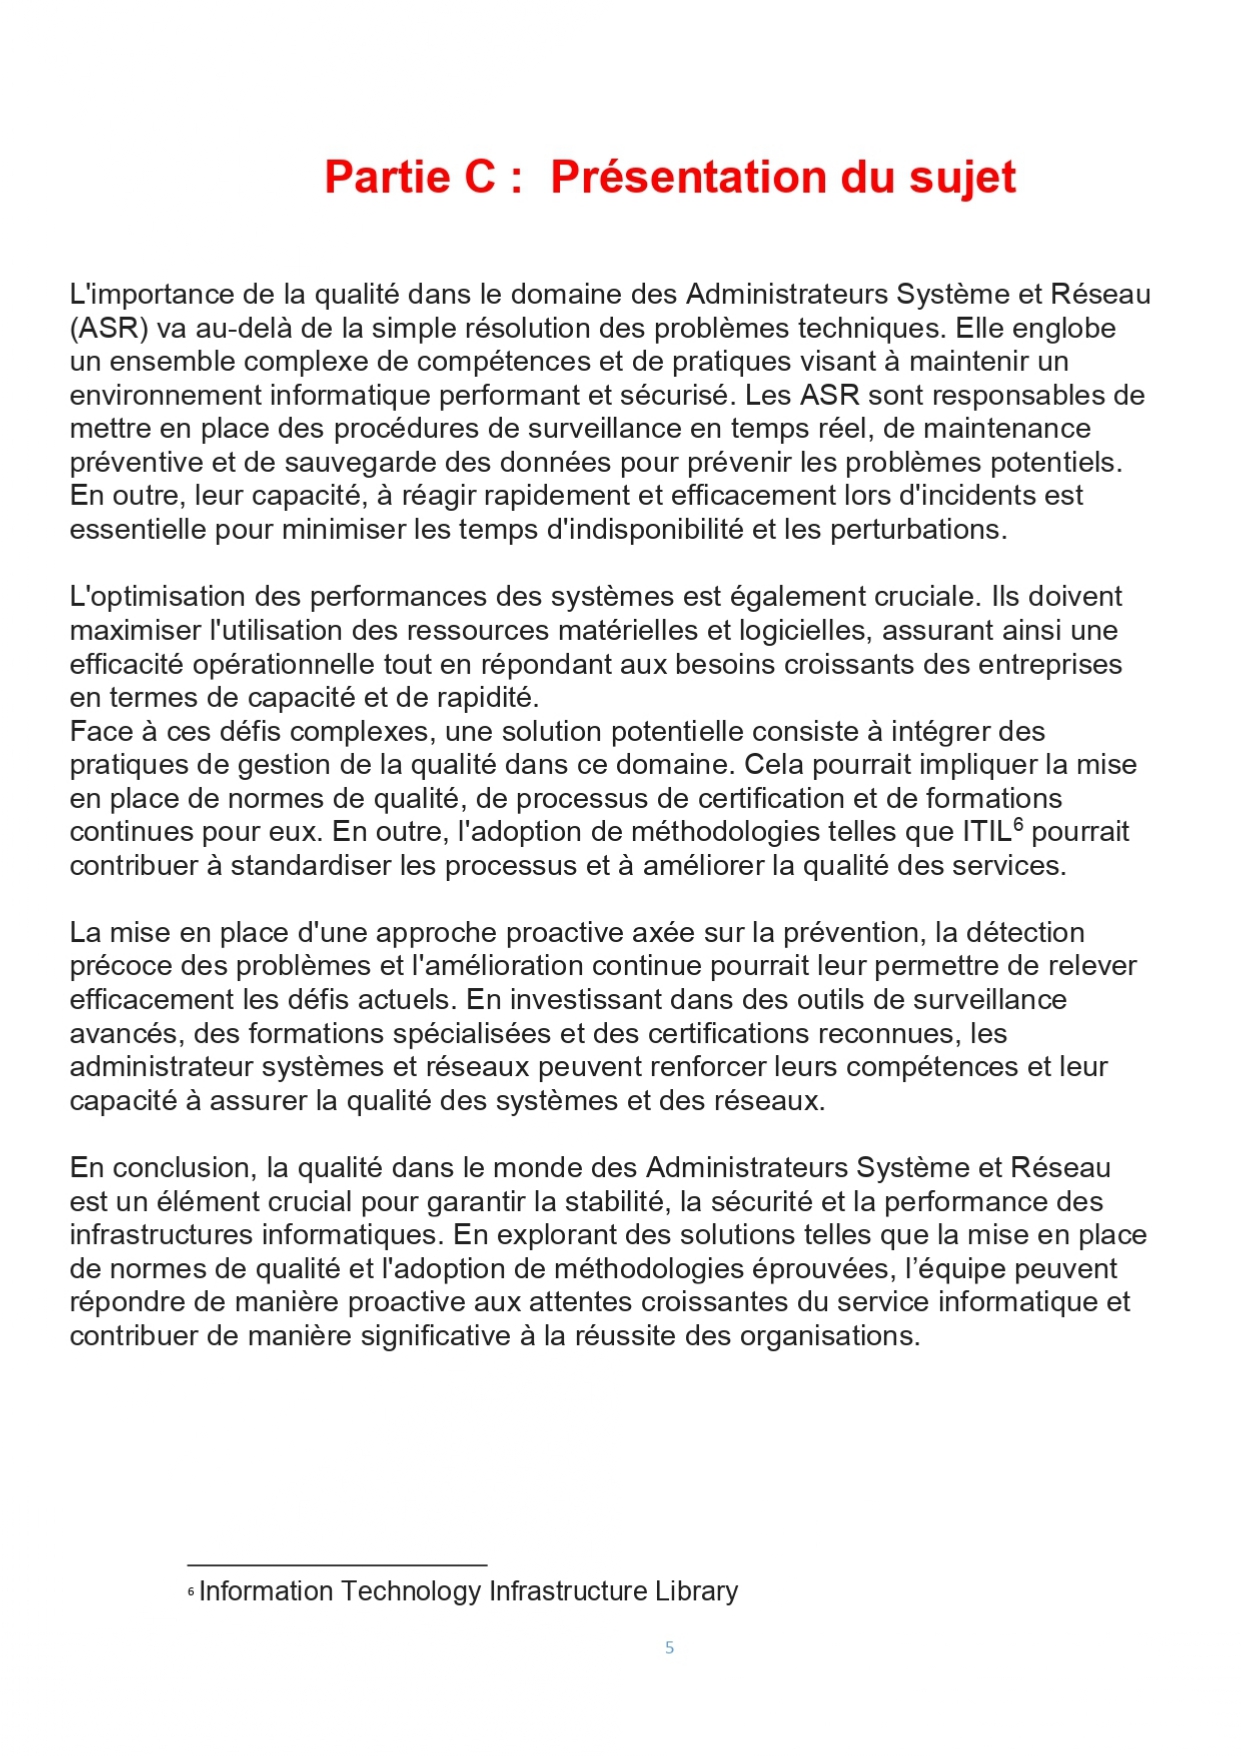 Partie C :  Présentation du sujet
L'importance de la qualité dans le domaine des Administrateurs Système et Réseau
(ASR) va au-delà de la simple résolution des problèmes techniques. Elle englobe
un ensemble complexe de compétences et de pratiques visant à maintenir un
environnement informatique performant et sécurisé. Les ASR sont responsables de
mettre en place des procédures de surveillance en temps réel, de maintenance
préventive et de sauvegarde des données pour prévenir les problèmes potentiels.
En outre, leur capacité, à réagir rapidement et efficacement lors d'incidents est
essentielle pour minimiser les temps d'indisponibilité et les perturbations.
L'optimisation des performances des systèmes est également cruciale. Ils doivent
maximiser l'utilisation des ressources matérielles et logicielles, assurant ainsi une
efficacité opérationnelle tout en répondant aux besoins croissants des entreprises
en termes de capacité et de rapidité.
Face à ces défis complexes, une solution potentielle consiste à intégrer des
pratiques de gestion de la qualité dans ce domaine. Cela pourrait impliquer la mise
en place de normes de qualité, de processus de certification et de formations
continues pour eux. En outre, l'adoption de méthodologies telles que ITIL⁶ pourrait
contribuer à standardiser les processus et à améliorer la qualité des services.
La mise en place d'une approche proactive axée sur la prévention, la détection
précoce des problèmes et l'amélioration continue pourrait leur permettre de relever
efficacement les défis actuels. En investissant dans des outils de surveillance
avancés, des formations spécialisées et des certifications reconnues, les
administrateur systèmes et réseaux peuvent renforcer leurs compétences et leur
capacité à assurer la qualité des systèmes et des réseaux.
En conclusion, la qualité dans le monde des Administrateurs Système et Réseau
est un élément crucial pour garantir la stabilité, la sécurité et la performance des
infrastructures informatiques. En explorant des solutions telles que la mise en place
de normes de qualité et l'adoption de méthodologies éprouvées, l’équipe peuvent
répondre de manière proactive aux attentes croissantes du service informatique et
contribuer de manière significative à la réussite des organisations.
⁶ Information Technology Infrastructure Library
5